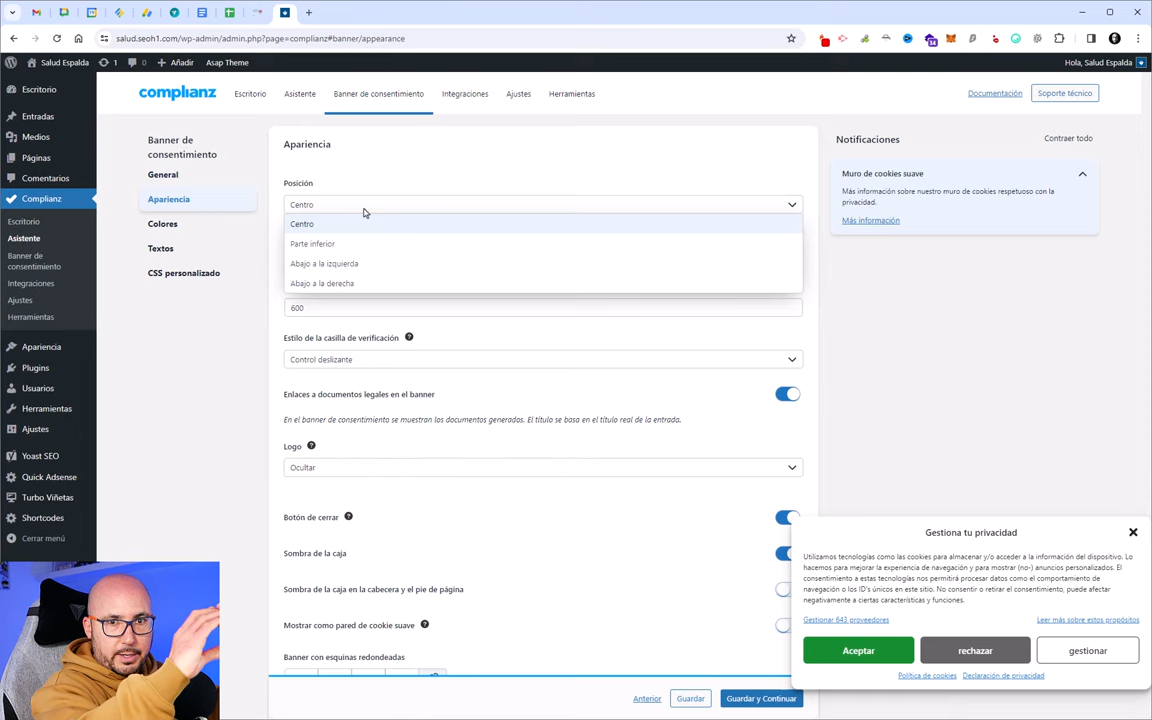 salud.seoh1.com/wp-admin/admin.php?page=complianz#banner/appearance
Salud Espalda
1
0
Añadir
Asap Theme
Hola, Salud Espalda
Escritorio
Entradas
Medios
Páginas
Comentarios
Complianz
Escritorio
Asistente
Banner de
consentimiento
Integraciones
Ajustes
Herramientas
Apariencia
Plugins
Usuarios
Herramientas
Ajustes
Yoast SEO
Quick Adsense
Turbo Viñetas
Shortcodes
Cerrar menú
complianz
Escritorio
Asistente
Banner de consentimiento
Integraciones
Ajustes
Herramientas
Documentación
Soporte técnico
Banner de
consentimiento
General
Apariencia
Colores
Textos
CSS personalizado
Apariencia
Posición
Centro
Centro
Parte inferior
Abajo a la izquierda
Abajo a la derecha
600
Estilo de la casilla de verificación
Control deslizante
Enlaces a documentos legales en el banner
En el banner de consentimiento se muestran los documentos generados. El título se basa en el título real de la entrada.
Logo
Ocultar
Botón de cerrar
Sombra de la caja
Sombra de la caja en la cabecera y el pie de página
Mostrar como pared de cookie suave
Banner con esquinas redondeadas
Anterior
Guardar
Guardar y Continuar
Notificaciones
Contraer todo
Muro de cookies suave
Más información sobre nuestro muro de cookies respetuoso con la
privacidad.
Más información
Gestiona tu privacidad
Utilizamos tecnologías como las cookies para almacenar y/o acceder a la información del dispositivo. Lo
hacemos para mejorar la experiencia de navegación y para mostrar (no-) anuncios personalizados. El
consentimiento a estas tecnologías nos permitirá procesar datos como el comportamiento de
navegación o los ID's únicos en este sitio. No consentir o retirar el consentimiento, puede afectar
negativamente a ciertas características y funciones.
Gestionar 643 proveedores
Leer más sobre estos propósitos
Aceptar
rechazar
gestionar
Política de cookies
Declaración de privacidad